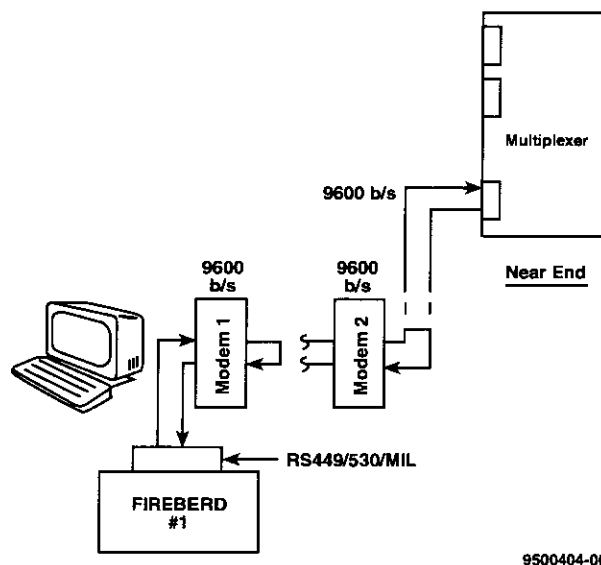 Multiplexer
9600 b/s
Near End
9600
b/s
9600
b/s
Modem 1
Modem 2
RS449/530/MIL
FIREBERD
#1